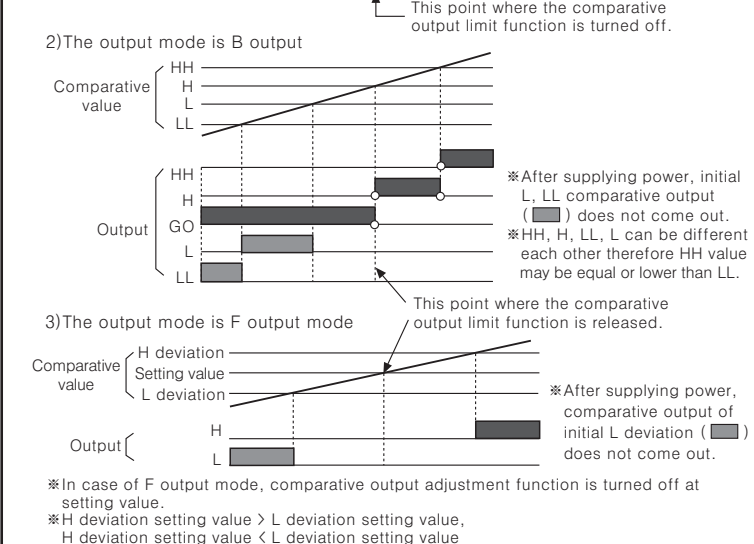 This point where the comparative
output limit function is turned off.
2)The output mode is B output
Comparative
value
HH
H
L
LL
Output
HH
H
GO
L
LL
※After supplying power, initial
L, LL comparative output
( ) does not come out.
※HH, H, LL, L can be different
each other therefore HH value
may be equal or lower than LL.
This point where the comparative
output limit function is released.
3)The output mode is F output mode
Comparative
value
H deviation
Setting value
L deviation
Output
H
L
※After supplying power,
comparative output of
initial L deviation ( )
does not come out.
※In case of F output mode, comparative output adjustment function is turned off at
setting value.
※H deviation setting value > L deviation setting value,
H deviation setting value < L deviation setting value